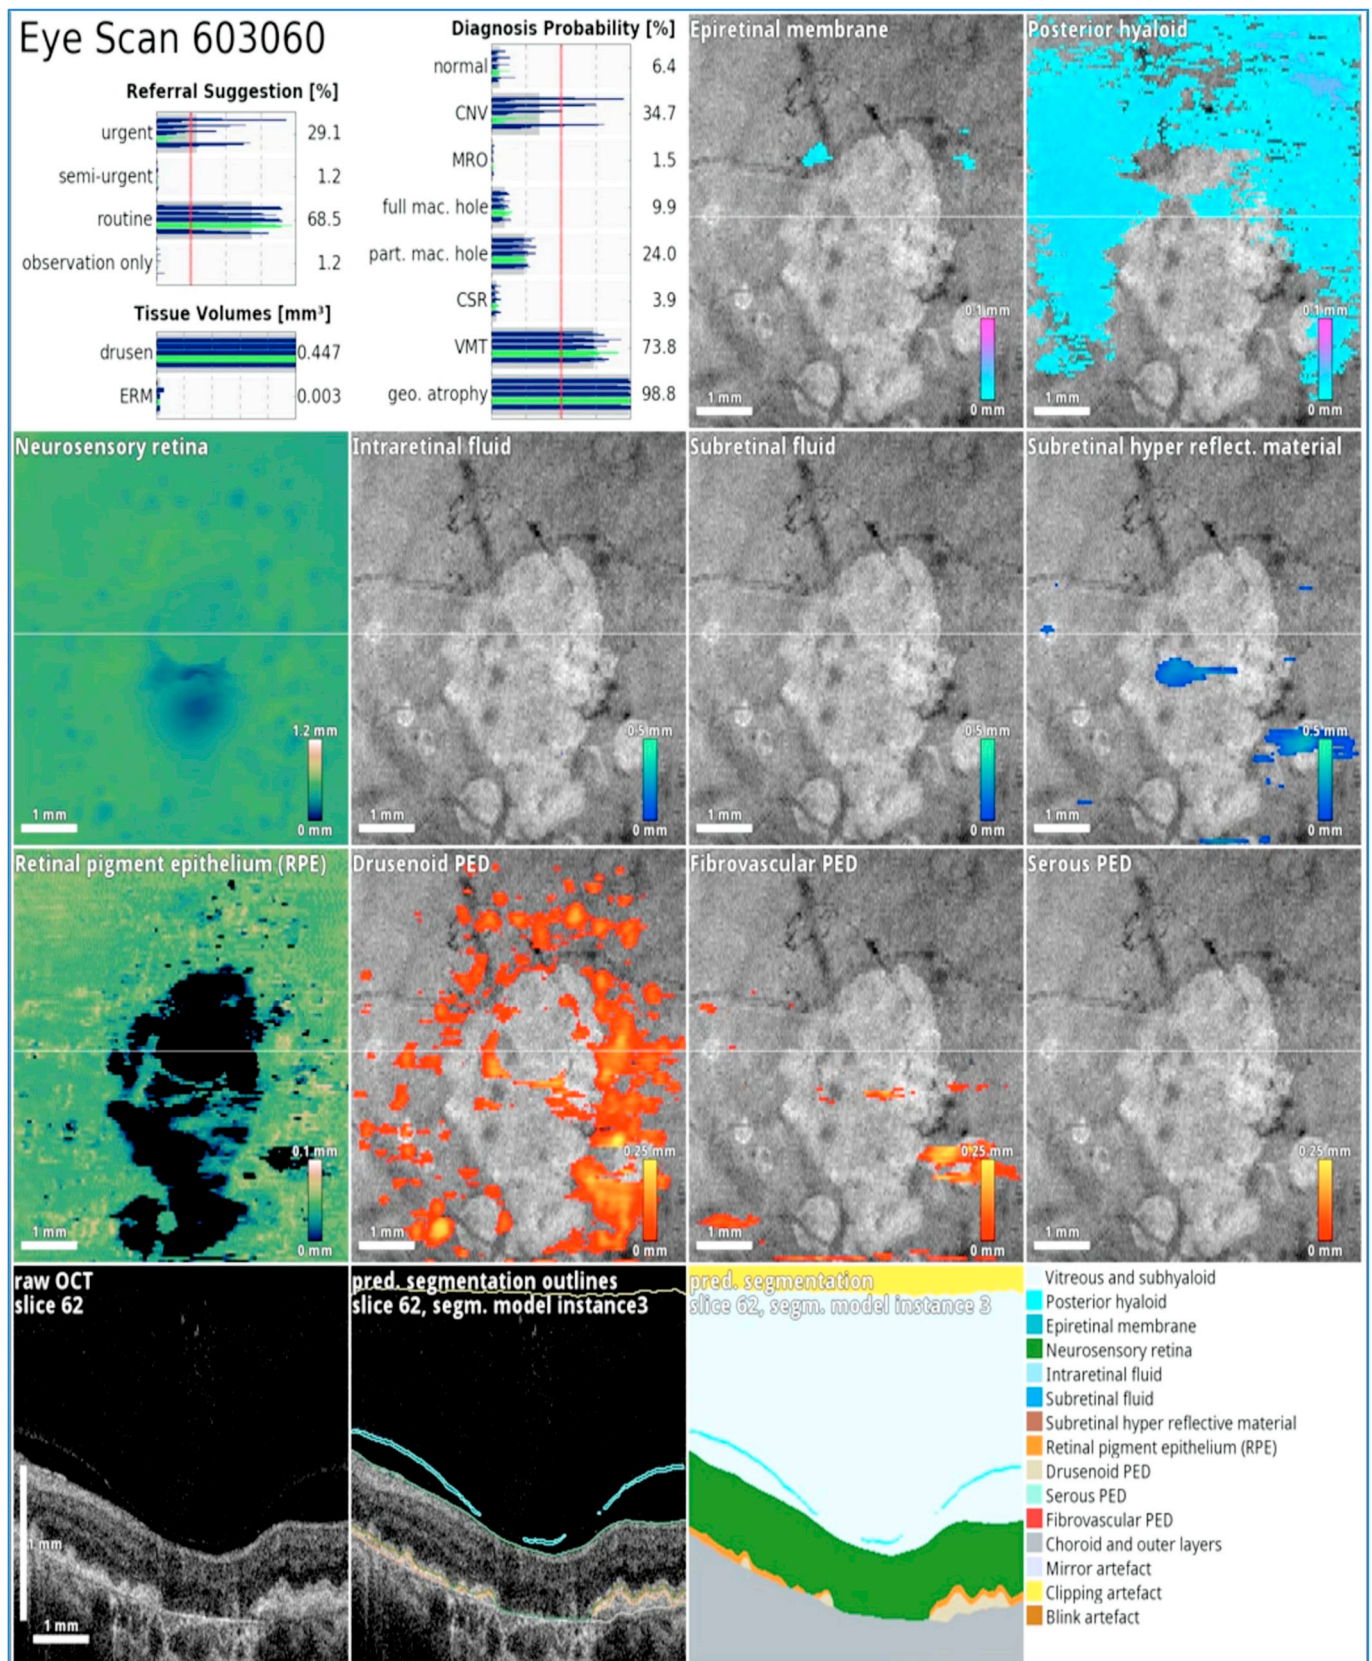 Eye Scan 603060
Referral Suggestion [%]
urgent 29.1
semi-urgent 1.2
routine 68.5
observation only 1.2
Tissue Volumes [mm³]
drusen 0.447
ERM 0.003
Diagnosis Probability [%]
normal 6.4
CNV 34.7
MRO 1.5
full mac. hole 9.9
part. mac. hole 24.0
CSR 3.9
VMT 73.8
geo. atrophy 98.8
Epiretinal membrane
0.1 mm
1 mm
0 mm
Posterior hyaloid
0.1 mm
1 mm
0 mm
Neurosensory retina
1.2 mm
1 mm
0 mm
Intraretinal fluid
0.5 mm
1 mm
0 mm
Subretinal fluid
0.5 mm
1 mm
0 mm
Subretinal hyper reflect. material
0.5 mm
1 mm
0 mm
Retinal pigment epithelium (RPE)
0.1 mm
1 mm
0 mm
Drusenoid PED
0.25 mm
1 mm
0 mm
Fibrovascular PED
0.25 mm
1 mm
0 mm
Serous PED
0.25 mm
1 mm
0 mm
raw OCT
slice 62
1 mm
1 mm
pred. segmentation outlines
slice 62, segm. model instance3
pred. segmentation
slice 62, segm. model instance 3
Vitreous and subhyaloid
Posterior hyaloid
Epiretinal membrane
Neurosensory retina
Intraretinal fluid
Subretinal fluid
Subretinal hyper reflective material
Retinal pigment epithelium (RPE)
Drusenoid PED
Serous PED
Fibrovascular PED
Choroid and outer layers
Mirror artefact
Clipping artefact
Blink artefact